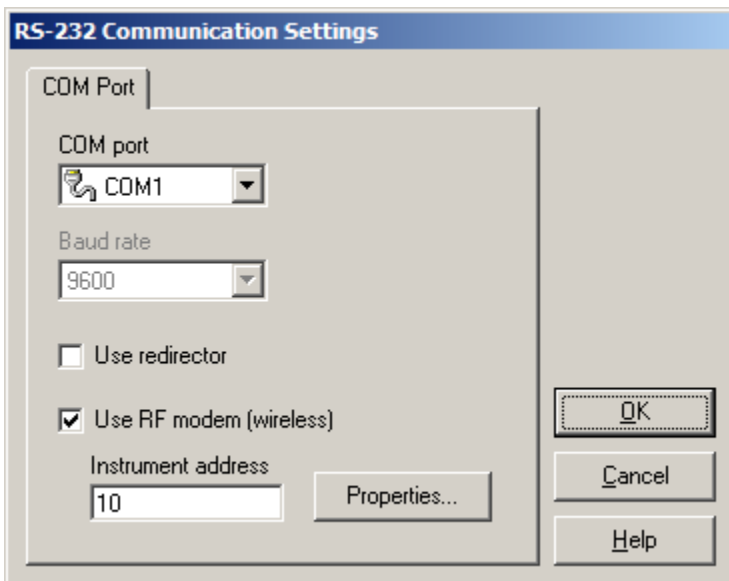 RS-232 Communication Settings
COM Port
COM port
COM1
Baud rate
9600
Use redirector
Use RF modem (wireless)
Instrument address
10
Properties...
OK
Cancel
Help